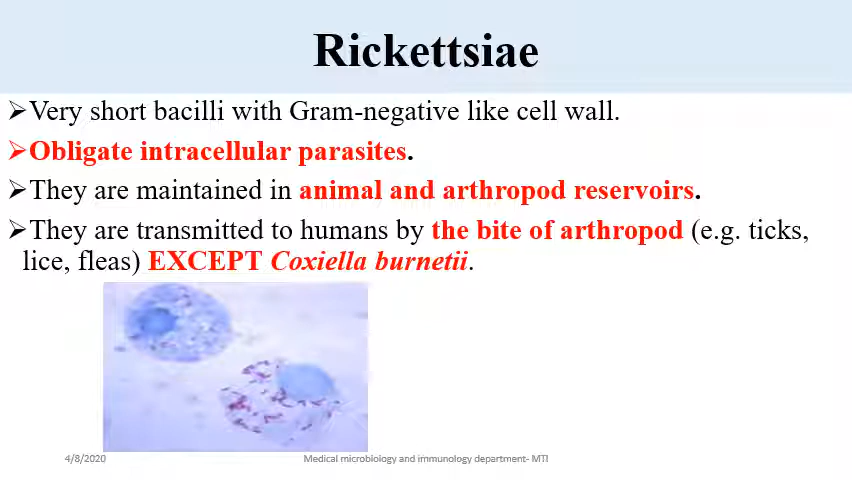 Rickettsiae
➢Very short bacilli with Gram-negative like cell wall.
➢Obligate intracellular parasites.
➢They are maintained in animal and arthropod reservoirs.
➢They are transmitted to humans by the bite of arthropod (e.g. ticks,
lice, fleas) EXCEPT Coxiella burnetii.
4/8/2020
Medical microbiology and immunology department- MTI